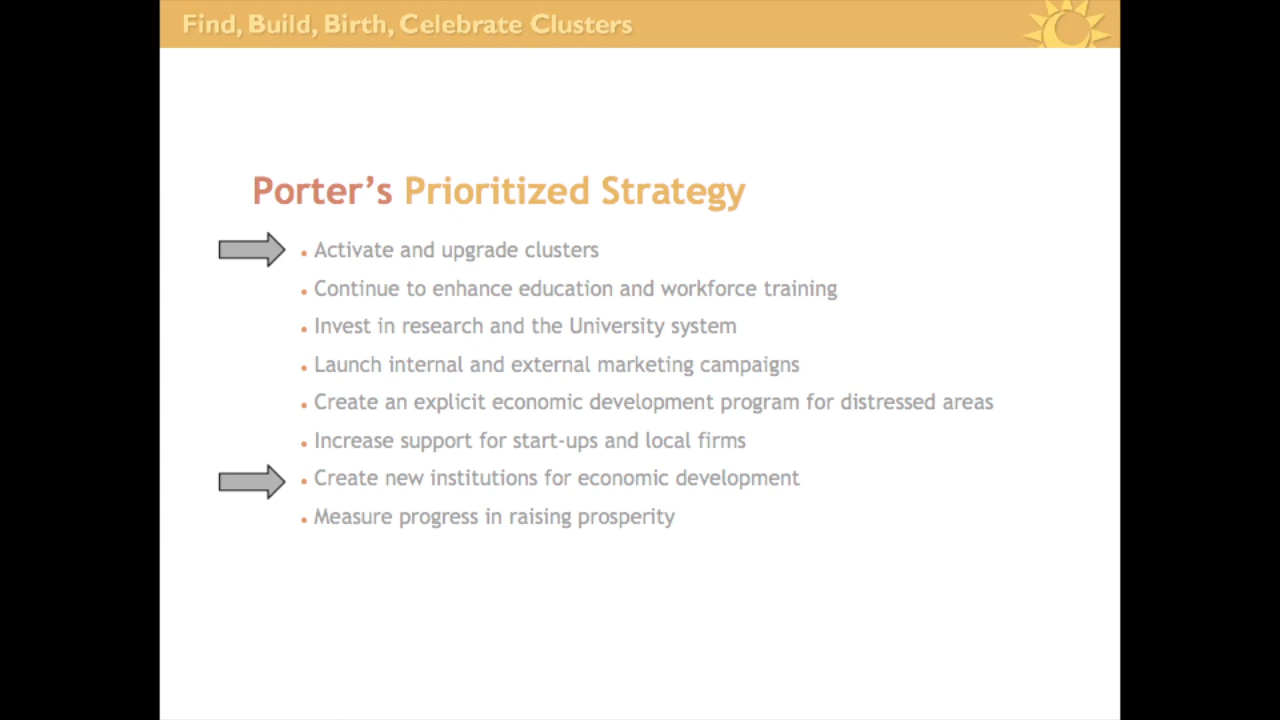 Find, Build, Birth, Celebrate Clusters
Porter's Prioritized Strategy
• Activate and upgrade clusters
• Continue to enhance education and workforce training
• Invest in research and the University system
• Launch internal and external marketing campaigns
• Create an explicit economic development program for distressed areas
• Increase support for start-ups and local firms
• Create new institutions for economic development
• Measure progress in raising prosperity